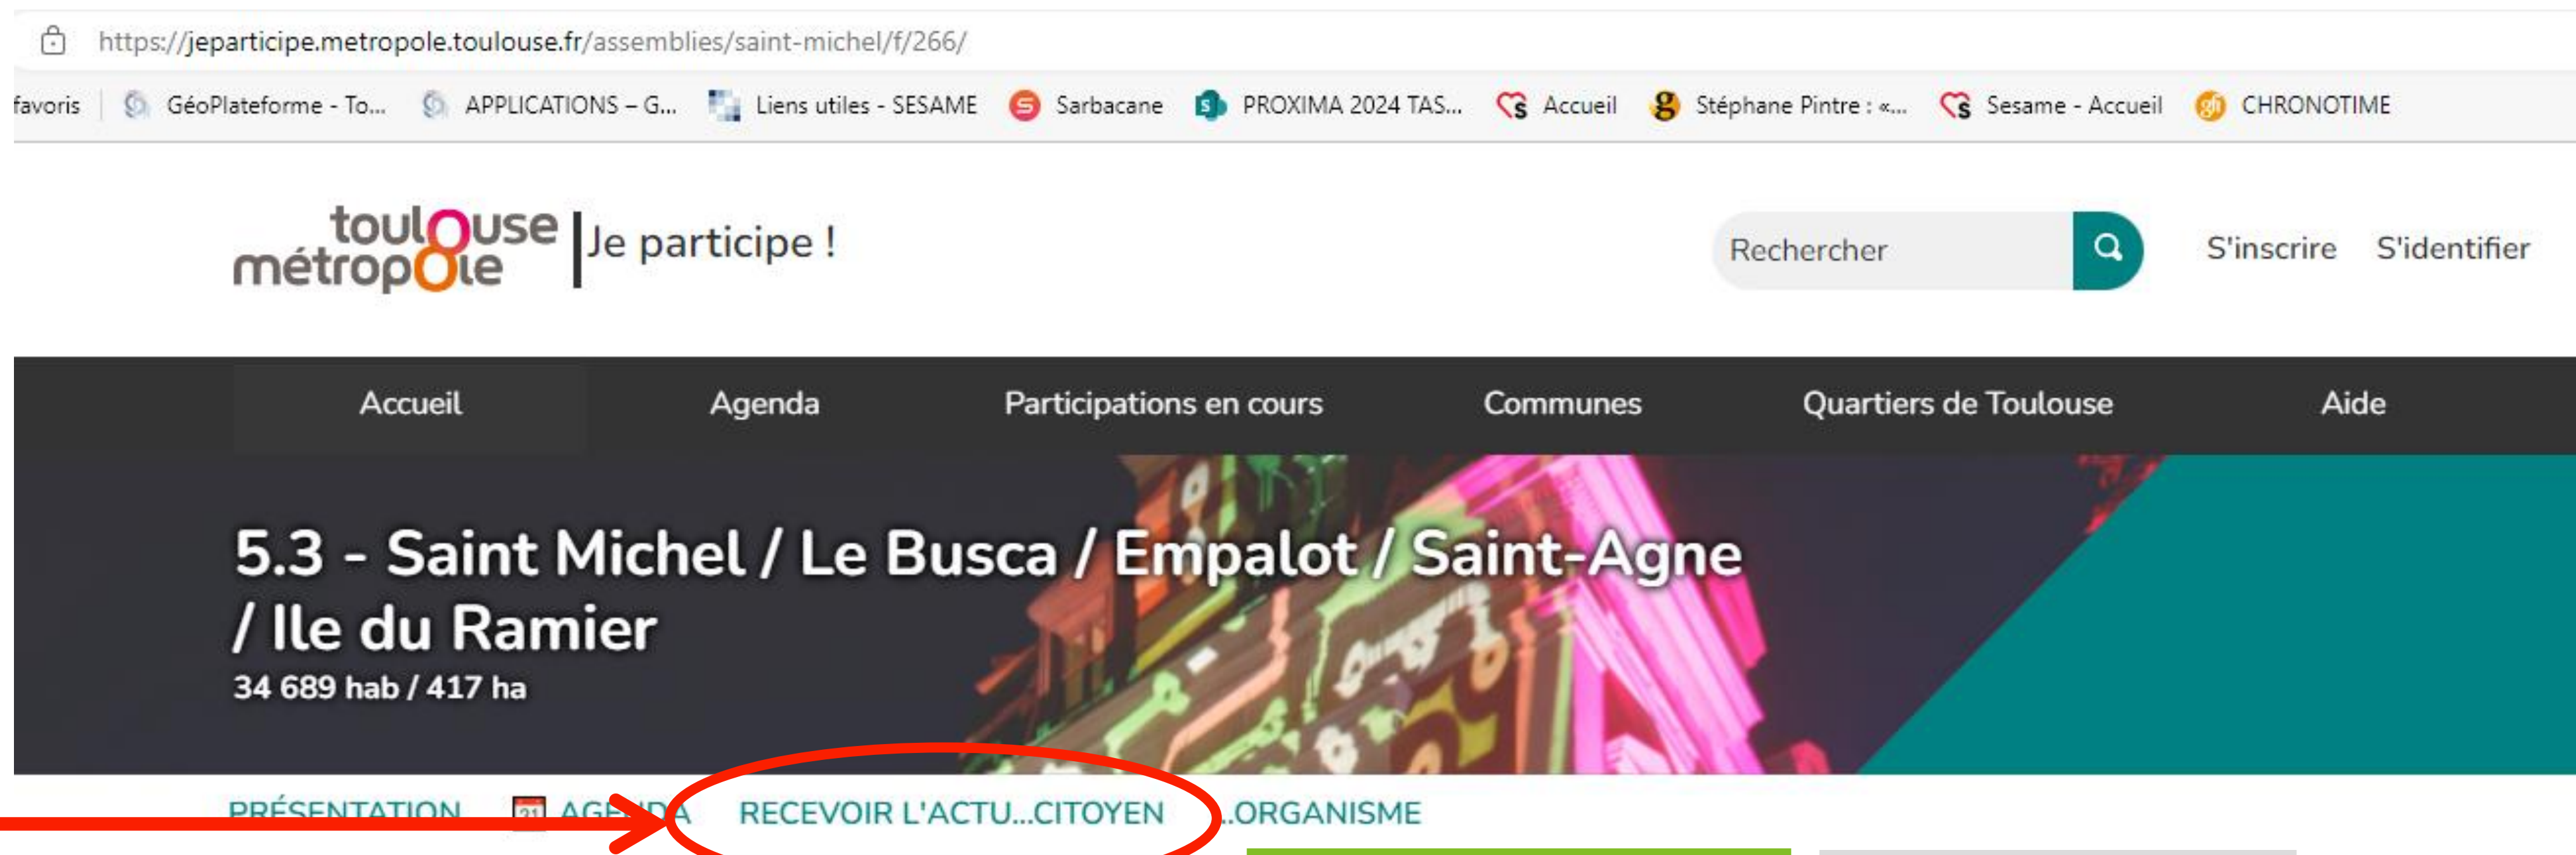 https://jeparticipe.metropole.toulouse.fr/assemblies/saint-michel/f/266/
favoris GéoPlateforme - To... APPLICATIONS – G... Liens utiles - SESAME Sarbacane PROXIMA 2024 TAS... Accueil Stéphane Pintre : «... Sesame - Accueil CHRONOTIME
toulouse
métropole
Je participe !
Rechercher S'inscrire S'identifier
Accueil Agenda Participations en cours Communes Quartiers de Toulouse Aide
5.3 - Saint Michel / Le Busca / Empalot / Saint-Agne
/ Ile du Ramier
34 689 hab / 417 ha
PRÉSENTATION 21 AGENDA RECEVOIR L'ACTU...CITOYEN ...ORGANISME